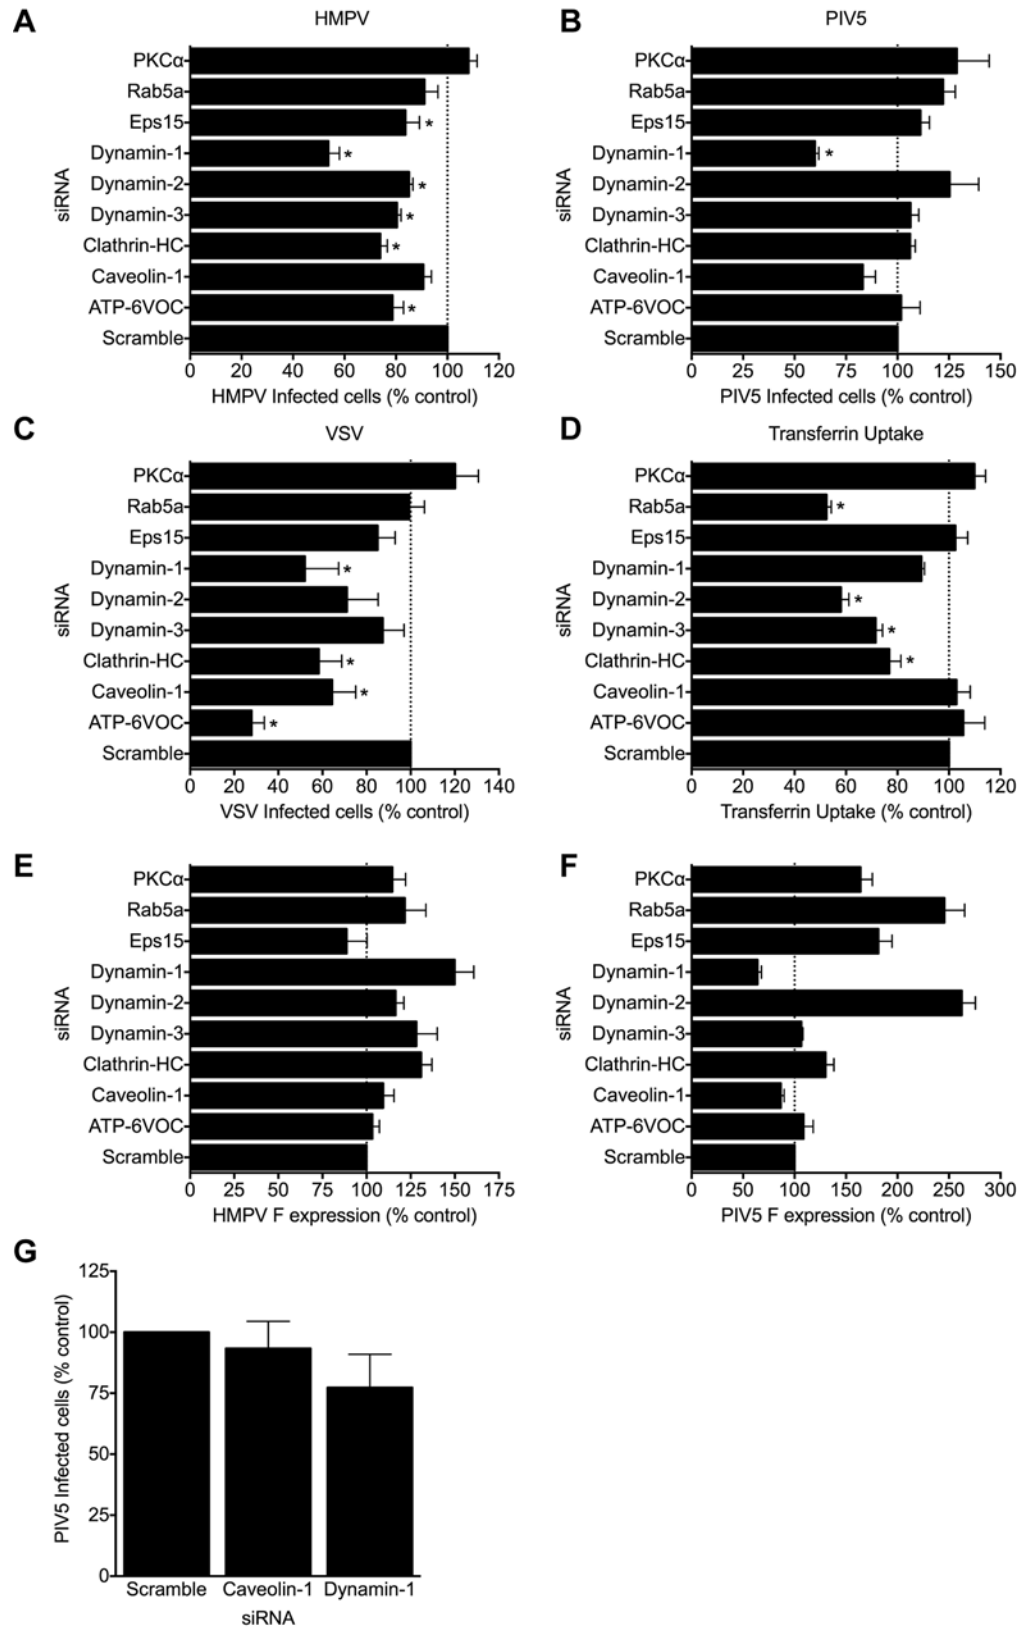 A
HMPV
siRNA
PKCα
Rab5a
Eps15
*
Dynamin-1
*
Dynamin-2
*
Dynamin-3
*
Clathrin-HC
*
Caveolin-1
ATP-6VOC
*
Scramble
0 20 40 60 80 100 120
HMPV Infected cells (% control)
B
PIV5
siRNA
PKCα
Rab5a
Eps15
Dynamin-1
*
Dynamin-2
Dynamin-3
Clathrin-HC
Caveolin-1
ATP-6VOC
Scramble
0 25 50 75 100 125 150
PIV5 Infected cells (% control)
C
VSV
siRNA
PKCα
Rab5a
Eps15
Dynamin-1
*
Dynamin-2
Dynamin-3
Clathrin-HC
*
Caveolin-1
*
ATP-6VOC
*
Scramble
0 20 40 60 80 100 120 140
VSV Infected cells (% control)
D
Transferrin Uptake
siRNA
PKCα
Rab5a
*
Eps15
Dynamin-1
Dynamin-2
*
Dynamin-3
*
Clathrin-HC
*
Caveolin-1
ATP-6VOC
Scramble
0 20 40 60 80 100 120
Transferrin Uptake (% control)
E
siRNA
PKCα
Rab5a
Eps15
Dynamin-1
Dynamin-2
Dynamin-3
Clathrin-HC
Caveolin-1
ATP-6VOC
Scramble
0 25 50 75 100 125 150 175
HMPV F expression (% control)
F
siRNA
PKCα
Rab5a
Eps15
Dynamin-1
Dynamin-2
Dynamin-3
Clathrin-HC
Caveolin-1
ATP-6VOC
Scramble
0 50 100 150 200 250 300
PIV5 F expression (% control)
G
PIV5 Infected cells (% control)
125
100
75
50
25
0
Scramble Caveolin-1 Dynamin-1
siRNA